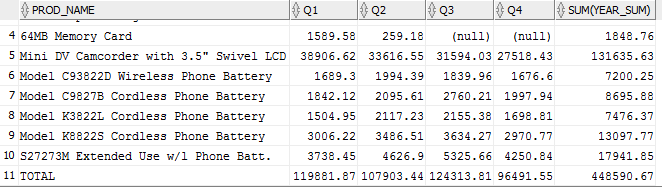 PROD_NAME Q1 Q2 Q3 Q4 SUM(YEAR_SUM)
4 64MB Memory Card 1589.58 259.18 (null) (null) 1848.76
5 Mini DV Camcorder with 3.5" Swivel LCD 38906.62 33616.55 31594.03 27518.43 131635.63
6 Model C93822D Wireless Phone Battery 1689.3 1994.39 1839.96 1676.6 7200.25
7 Model C9827B Cordless Phone Battery 1842.12 2095.61 2760.21 1997.94 8695.88
8 Model K3822L Cordless Phone Battery 1504.95 2117.23 2155.38 1698.81 7476.37
9 Model K8822S Cordless Phone Battery 3006.22 3486.51 3634.27 2970.77 13097.77
10 S27273M Extended Use w/l Phone Batt. 3738.45 4626.9 5325.66 4250.84 17941.85
11 TOTAL 119881.87 107903.44 124313.81 96491.55 448590.67